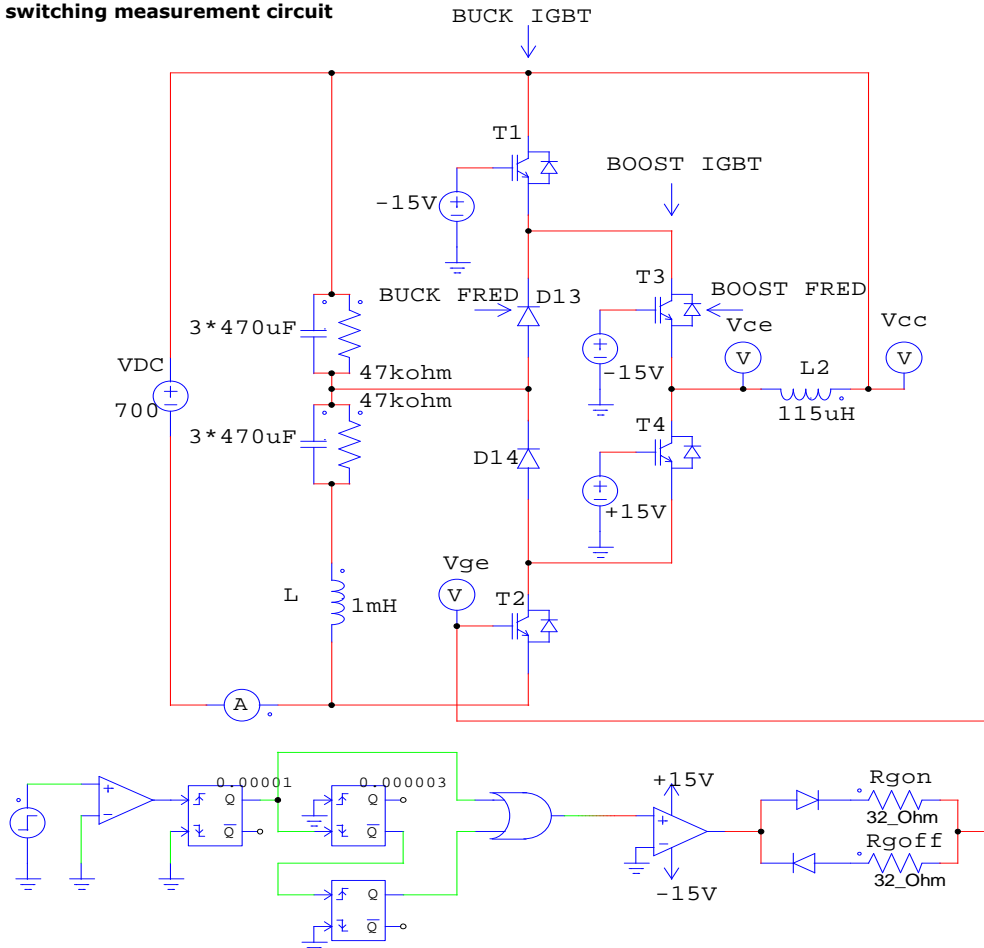 switching measurement circuit
BUCK IGBT
T1
BOOST IGBT
-15V
T3
BUCK FRED
D13
BOOST FRED
Vce
Vcc
3*470uF
V
V
VDC
47kohm
-15V
L2
700
47kohm
115uH
3*470uF
T4
D14
+15V
Vge
L
1mH
V
T2
A
0.00001
0.000003
+15V
Rgon
Q
Q
32_Ohm
Q
Q
Rgoff
-15V
32_Ohm
Q
Q